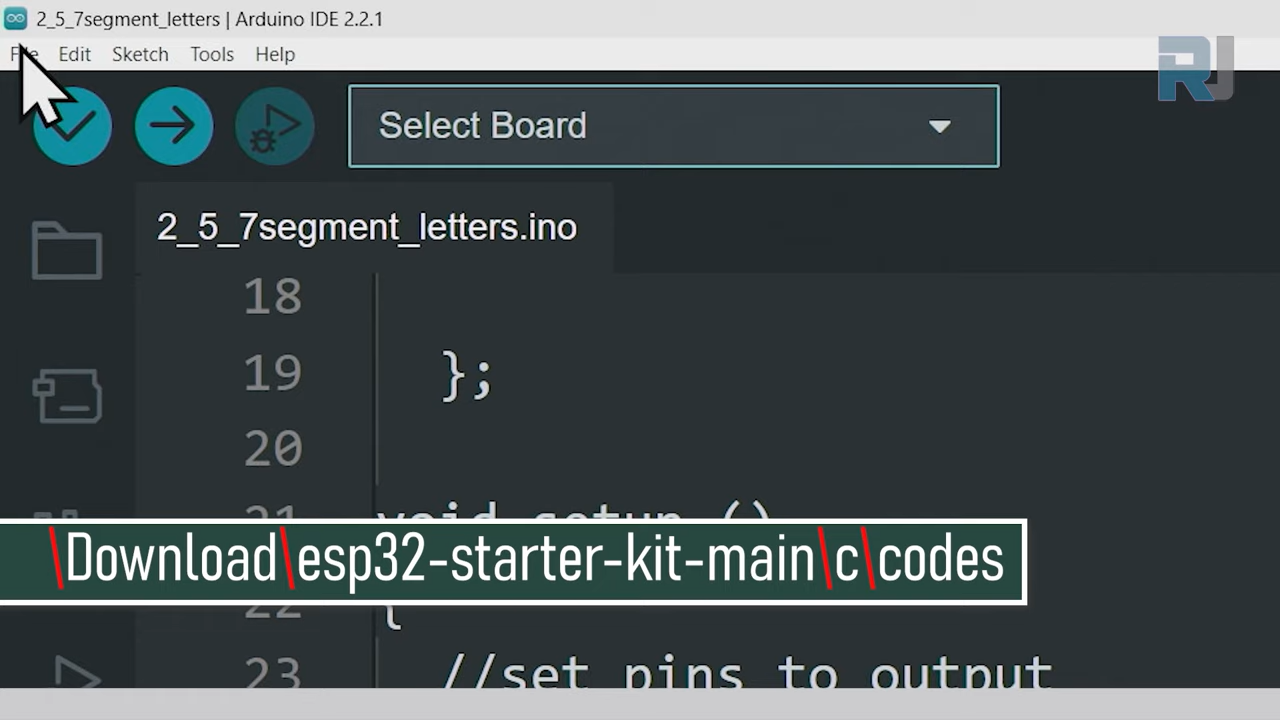 2_5_7segment_letters | Arduino IDE 2.2.1
File Edit Sketch Tools Help
RJ
Select Board
2_5_7segment_letters.ino
18
19 };
20
21 void setup ()
\Download\esp32-starter-kit-main\c\codes
22 {
23 //set pins to output